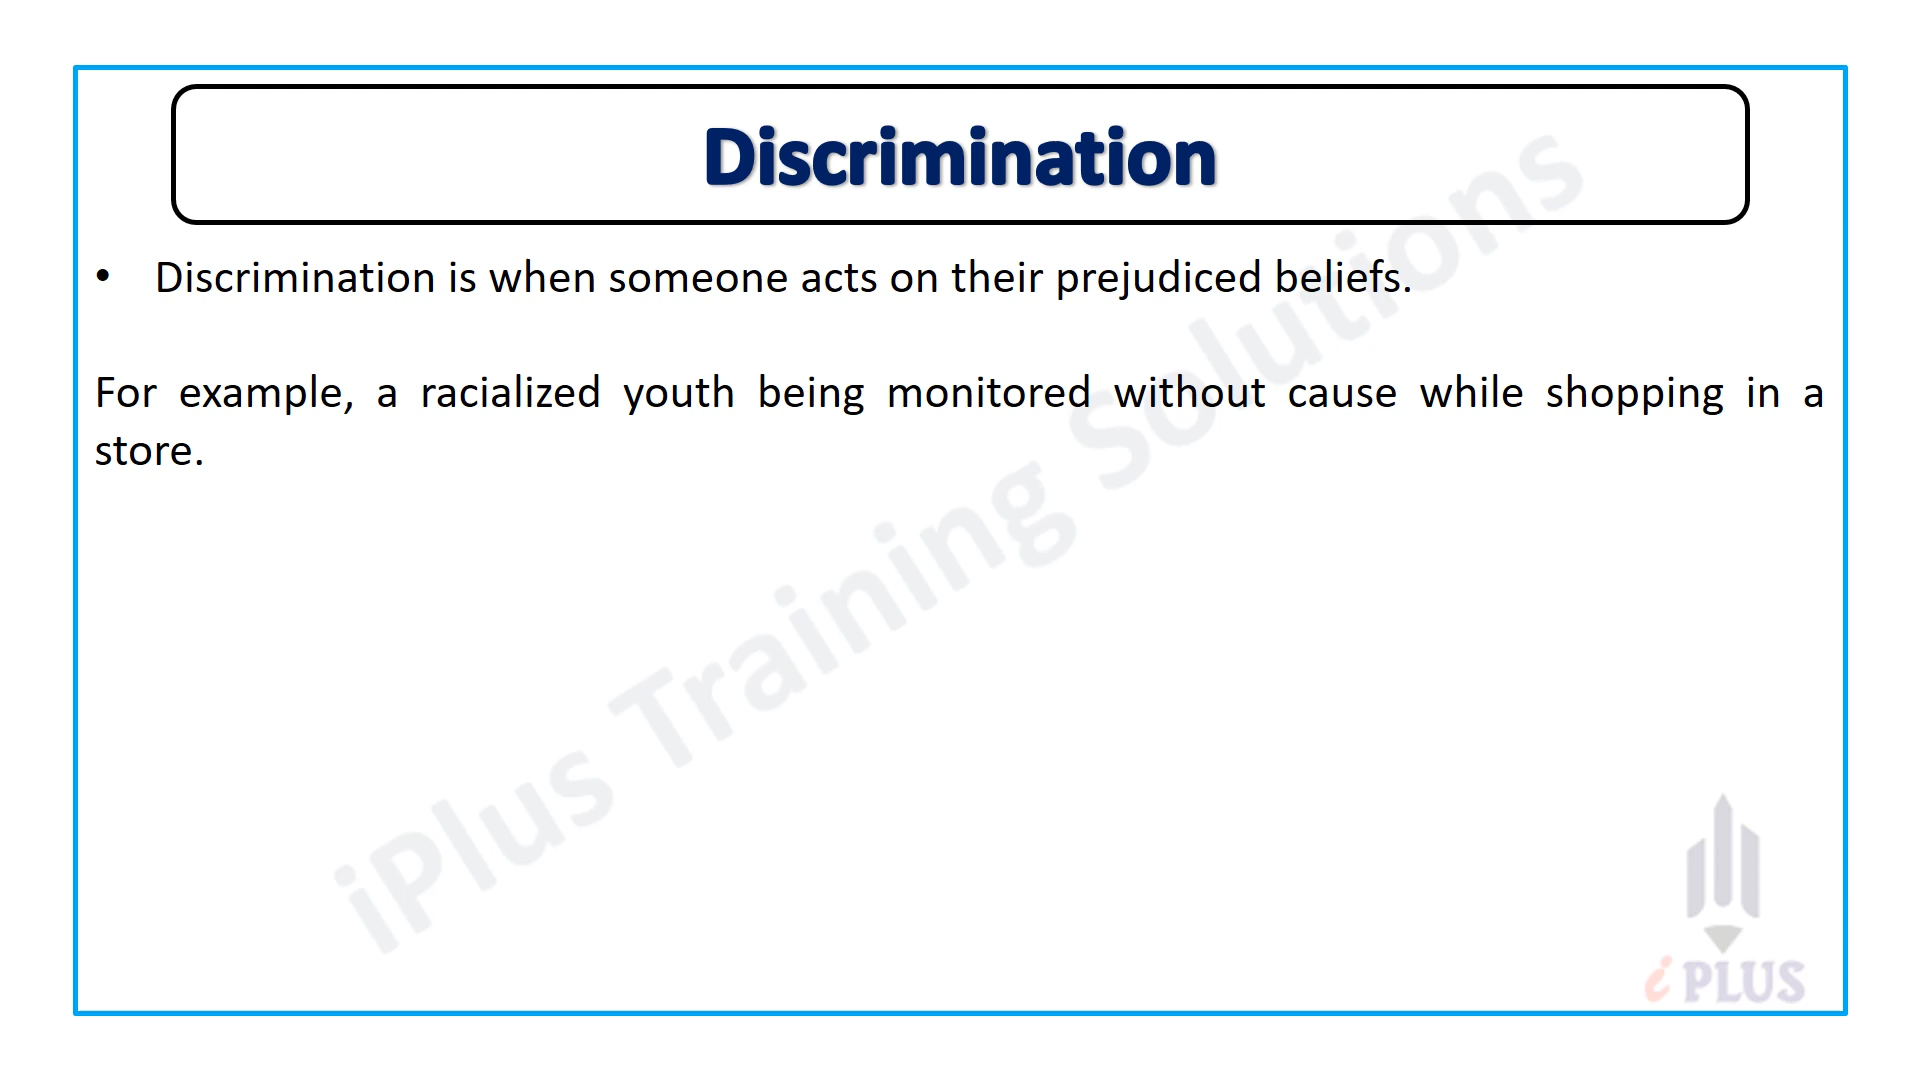 Discrimination
• Discrimination is when someone acts on their prejudiced beliefs.
For example, a racialized youth being monitored without cause while shopping in a
store.
iPlus Training Solutions
i PLUS